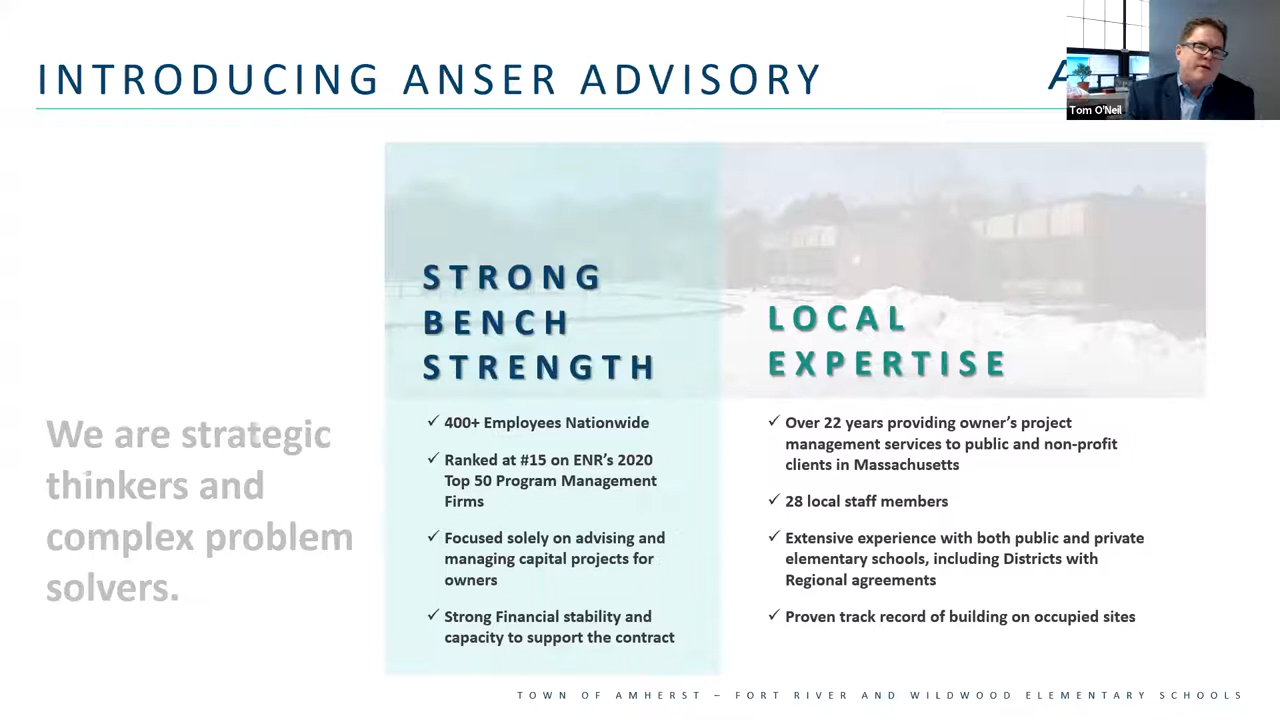 INTRODUCING ANSER ADVISORY
Tom O'Neil
STRONG
BENCH
STRENGTH
LOCAL
EXPERTISE
We are strategic
thinkers and
complex problem
solvers.
✓ 400+ Employees Nationwide
✓ Ranked at #15 on ENR's 2020
Top 50 Program Management
Firms
✓ Focused solely on advising and
managing capital projects for
owners
✓ Strong Financial stability and
capacity to support the contract
✓ Over 22 years providing owner's project
management services to public and non-profit
clients in Massachusetts
✓ 28 local staff members
✓ Extensive experience with both public and private
elementary schools, including Districts with
Regional agreements
✓ Proven track record of building on occupied sites
TOWN OF AMHERST – FORT RIVER AND WILDWOOD ELEMENTARY SCHOOLS